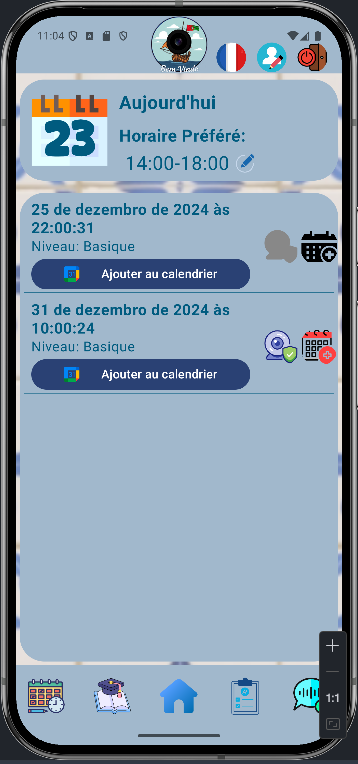 11:04
Bem-Vindo
Aujourd'hui
23
Horaire Préféré:
14:00-18:00
25 de dezembro de 2024 às
22:00:31
Niveau: Basique
Ajouter au calendrier
31 de dezembro de 2024 às
10:00:24
Niveau: Basique
Ajouter au calendrier
1:1